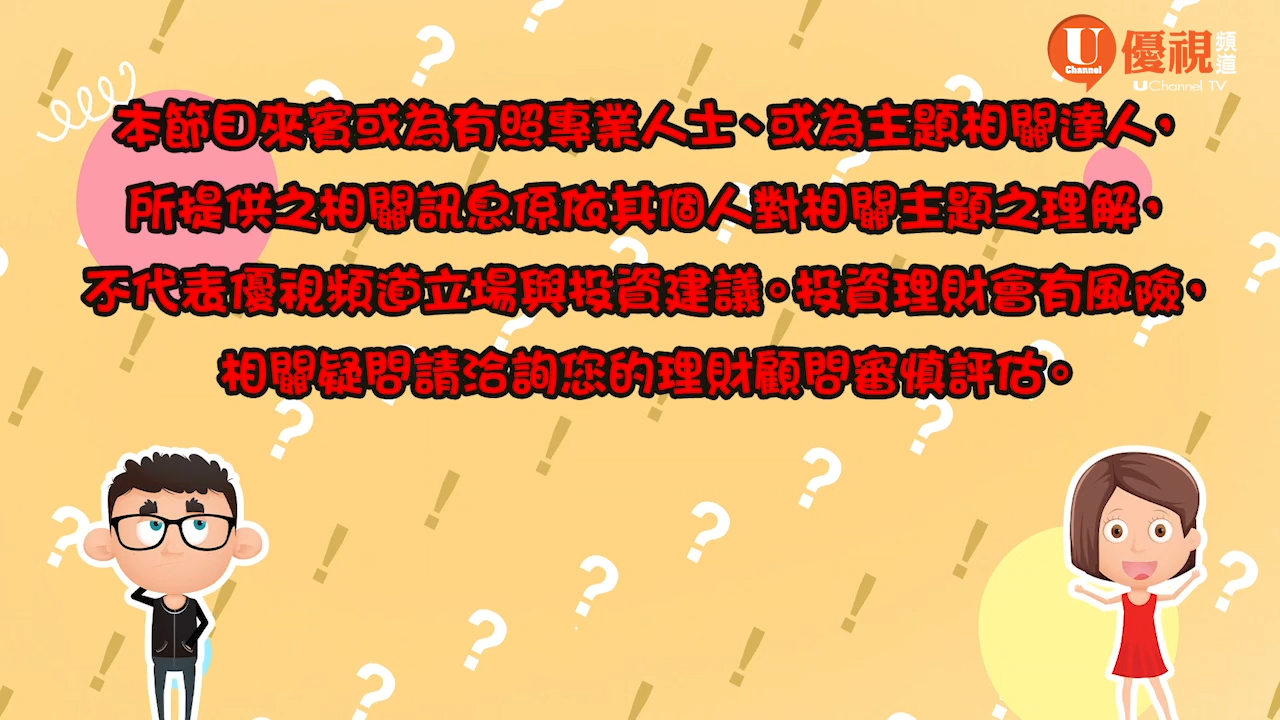 U Channel 優視 頻道
UChannel TV
本節目來賓或為有照專業人士、或為主題相關達人，
所提供之相關訊息係依其個人對相關主題之理解，
不代表優視頻道立場與投資建議。投資理財會有風險，
相關疑問請洽詢您的理財顧問審慎評估。